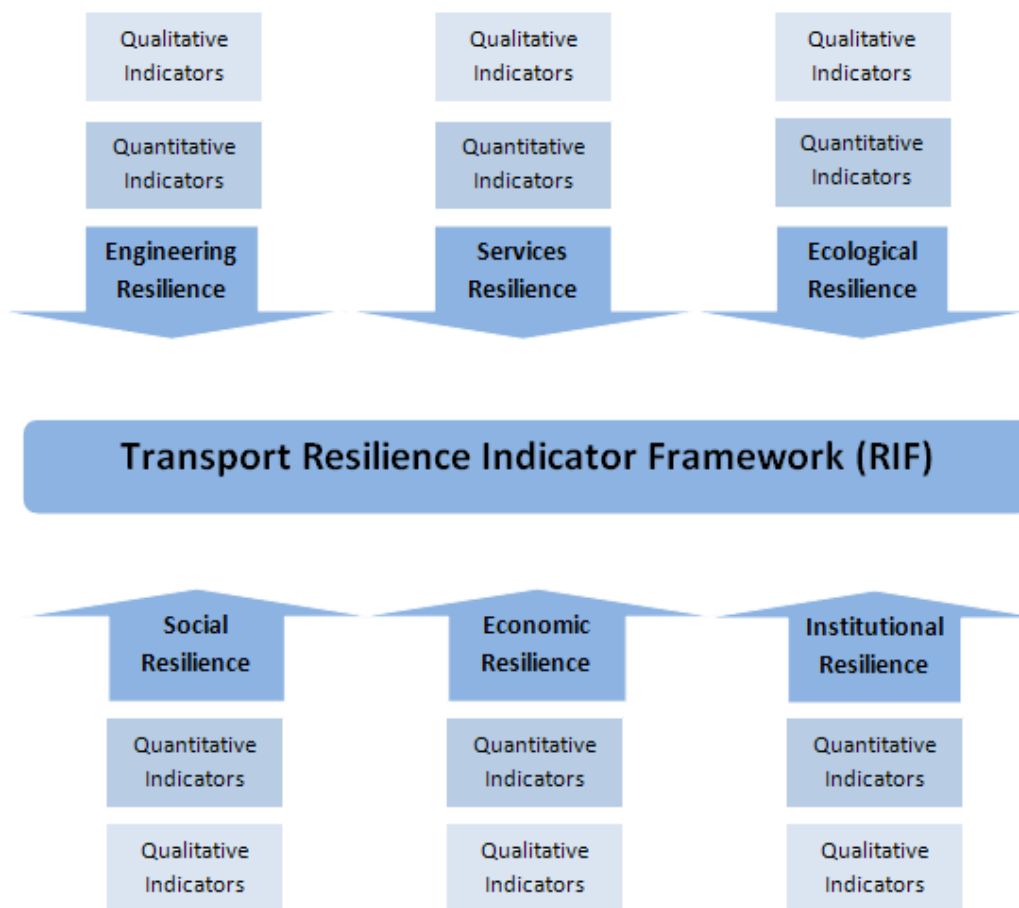 Qualitative
Indicators
Qualitative
Indicators
Qualitative
Indicators
Quantitative
Indicators
Quantitative
Indicators
Quantitative
Indicators
Engineering
Resilience
Services
Resilience
Ecological
Resilience
Transport Resilience Indicator Framework (RIF)
Social
Resilience
Economic
Resilience
Institutional
Resilience
Quantitative
Indicators
Quantitative
Indicators
Quantitative
Indicators
Qualitative
Indicators
Qualitative
Indicators
Qualitative
Indicators